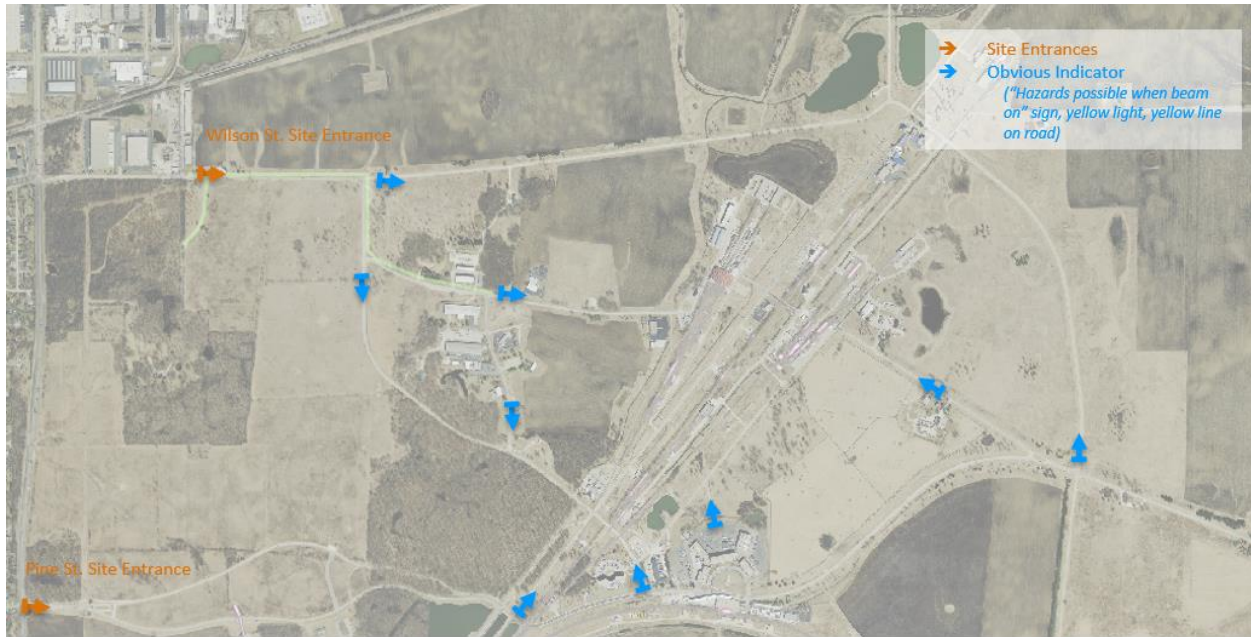 Site Entrances
Obvious Indicator
("Hazards possible when beam
on" sign, yellow light, yellow line
on road)
Wilson St. Site Entrance
Pine St. Site Entrance